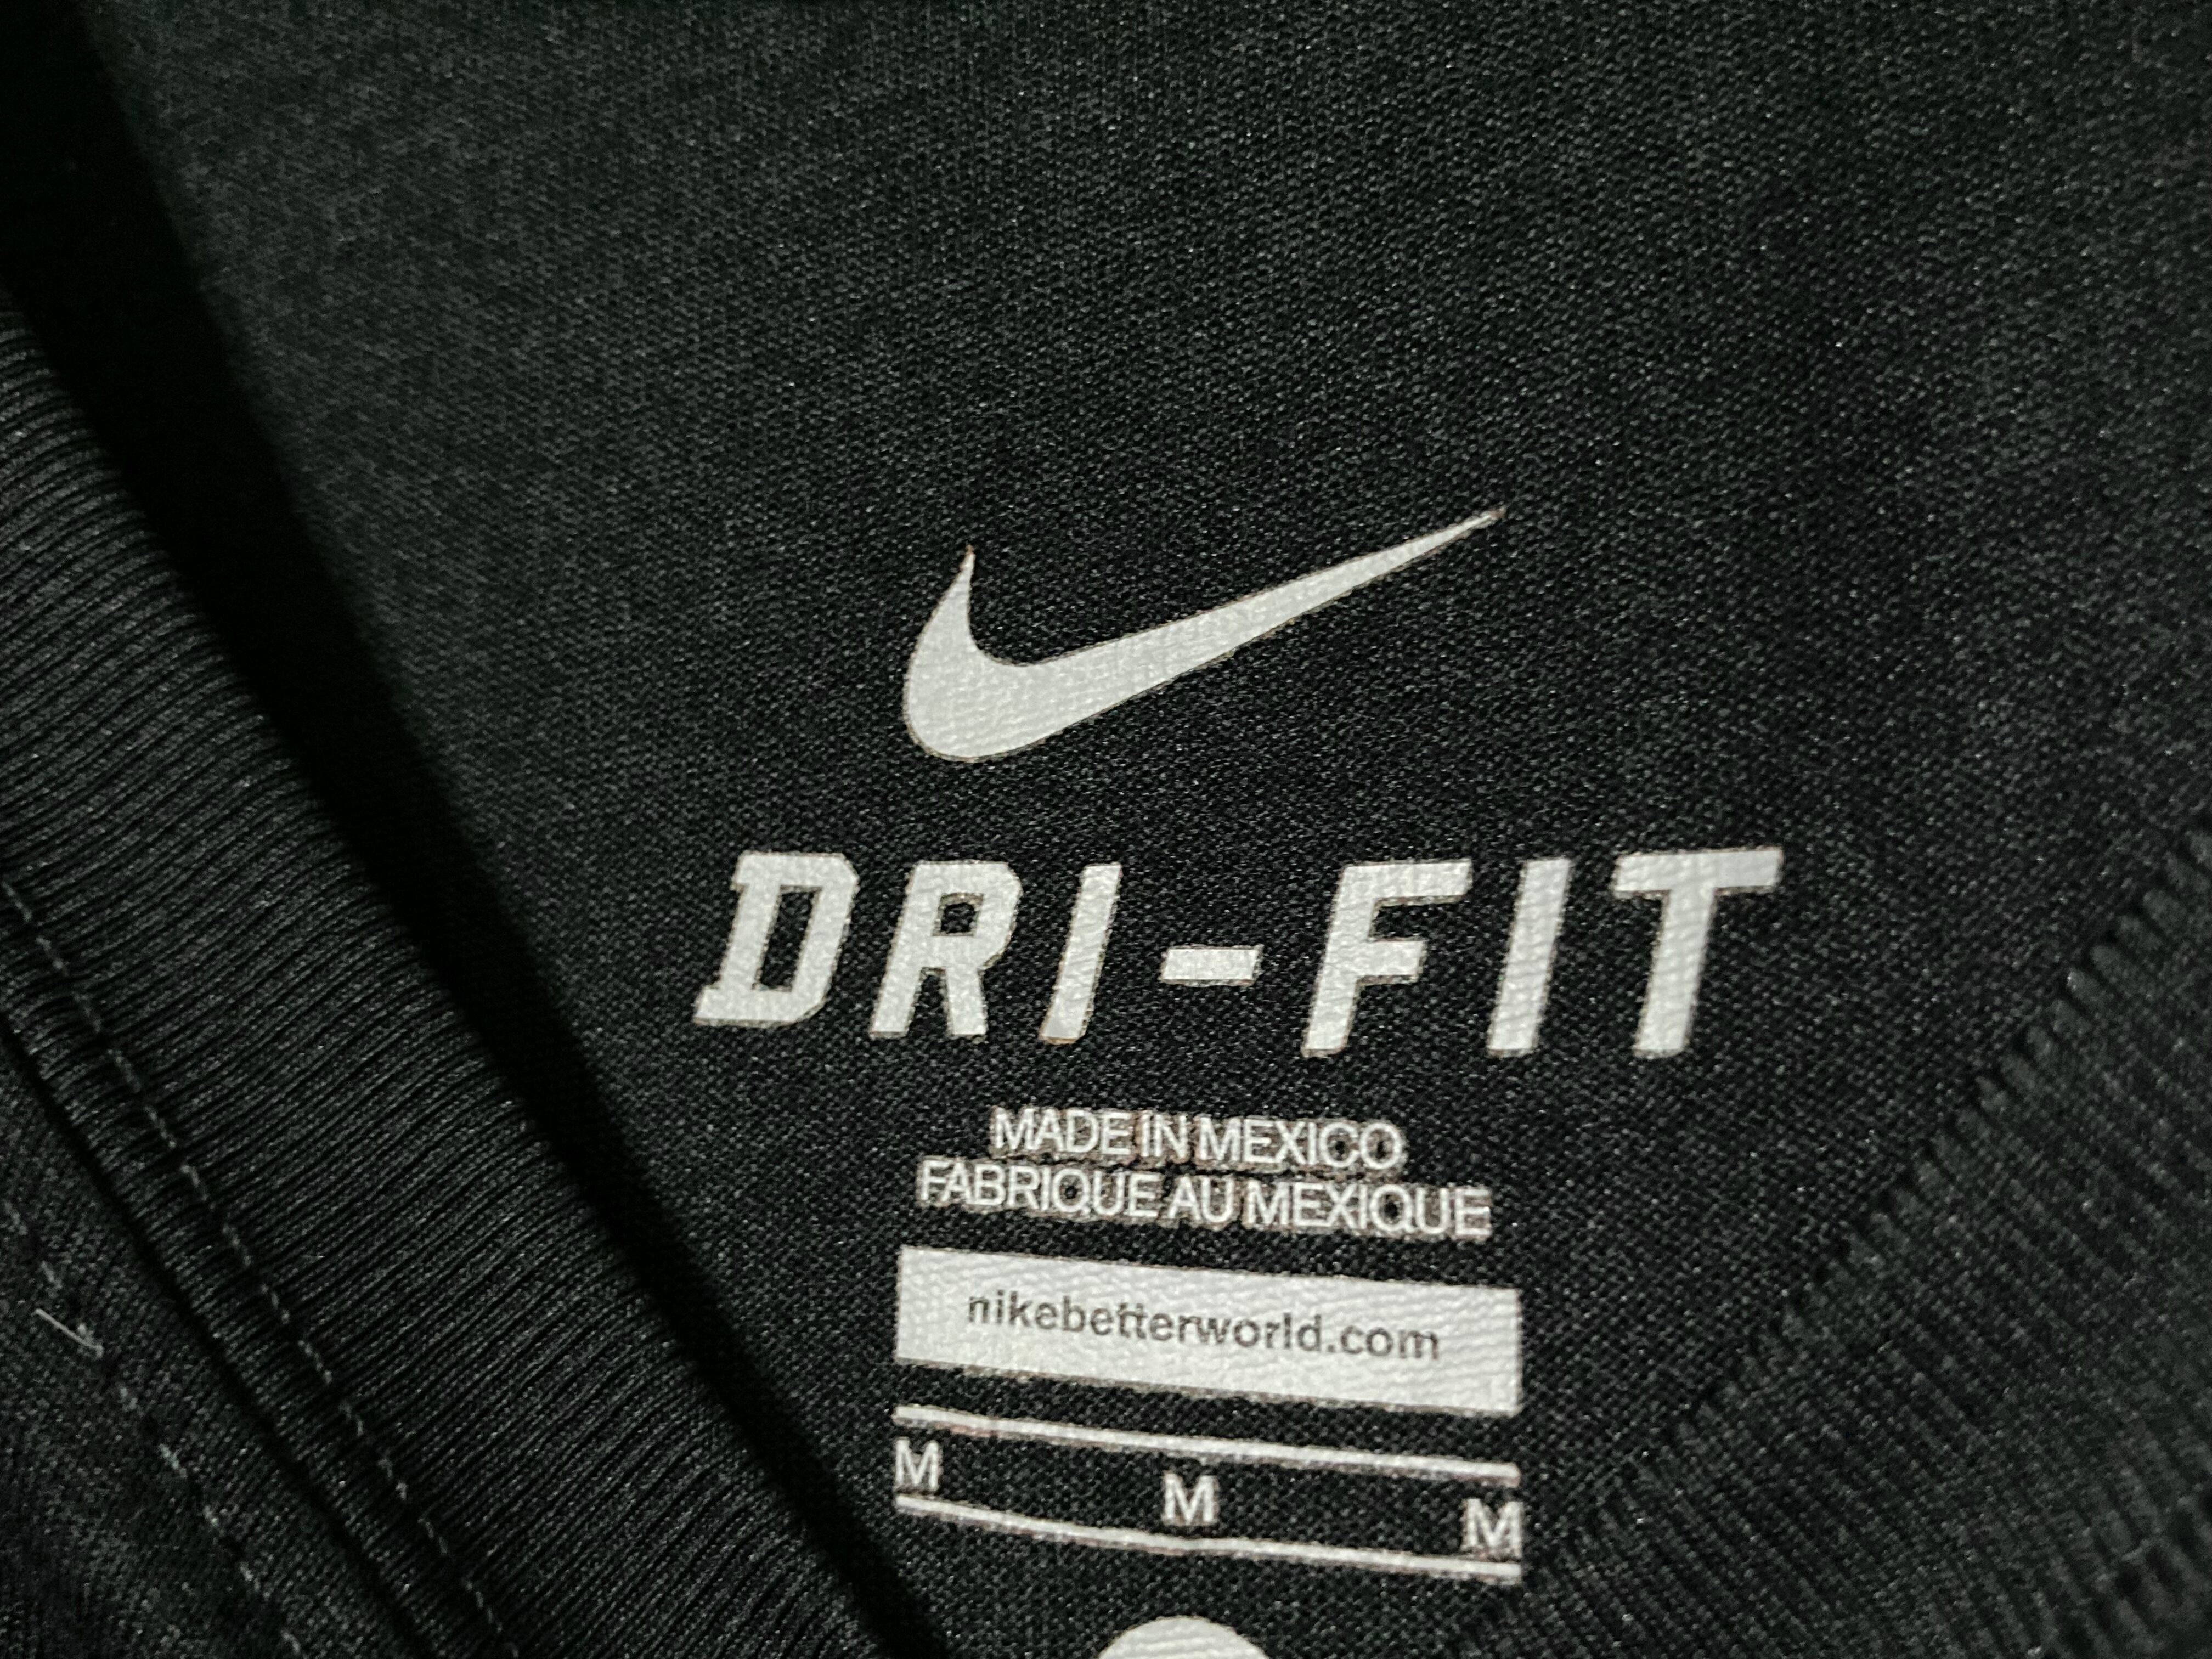 DRI-FIT
MADE IN MEXICO
FABRIQUE AU MEXIQUE
nikebetterworld.com
M M M